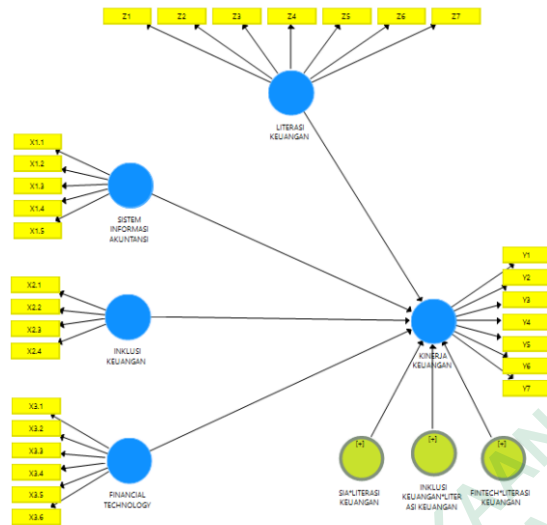 Z1 Z2 Z3 Z4 Z5 Z6 Z7
LITERASI
KEUANGAN
X1.1
X1.2
X1.3
X1.4
X1.5
SISTEM
INFORMASI
AKUNTANSI
X2.1
X2.2
X2.3
X2.4
INKLUSI
KEUANGAN
Y1
Y2
Y3
Y4
Y5
Y6
Y7
KINERJA
KEUANGAN
X3.1
X3.2
X3.3
X3.4
X3.5
X3.6
FINANCIAL
TECHNOLOGY
[+]
SIA*LITERASI
KEUANGAN
[+]
INKLUSI
KEUANGAN*LITER
ASI KEUANGAN
[+]
FINTECH*LITERASI
KEUANGAN